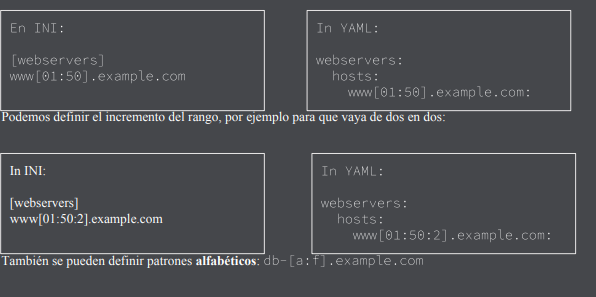 En INI:
[webservers]
www[01:50].example.com
In YAML:
webservers:
hosts:
www[01:50].example.com:
Podemos definir el incremento del rango, por ejemplo para que vaya de dos en dos:
In INI:
[webservers]
www[01:50:2].example.com
In YAML:
webservers:
hosts:
www[01:50:2].example.com:
También se pueden definir patrones alfabéticos: db-[a:f].example.com